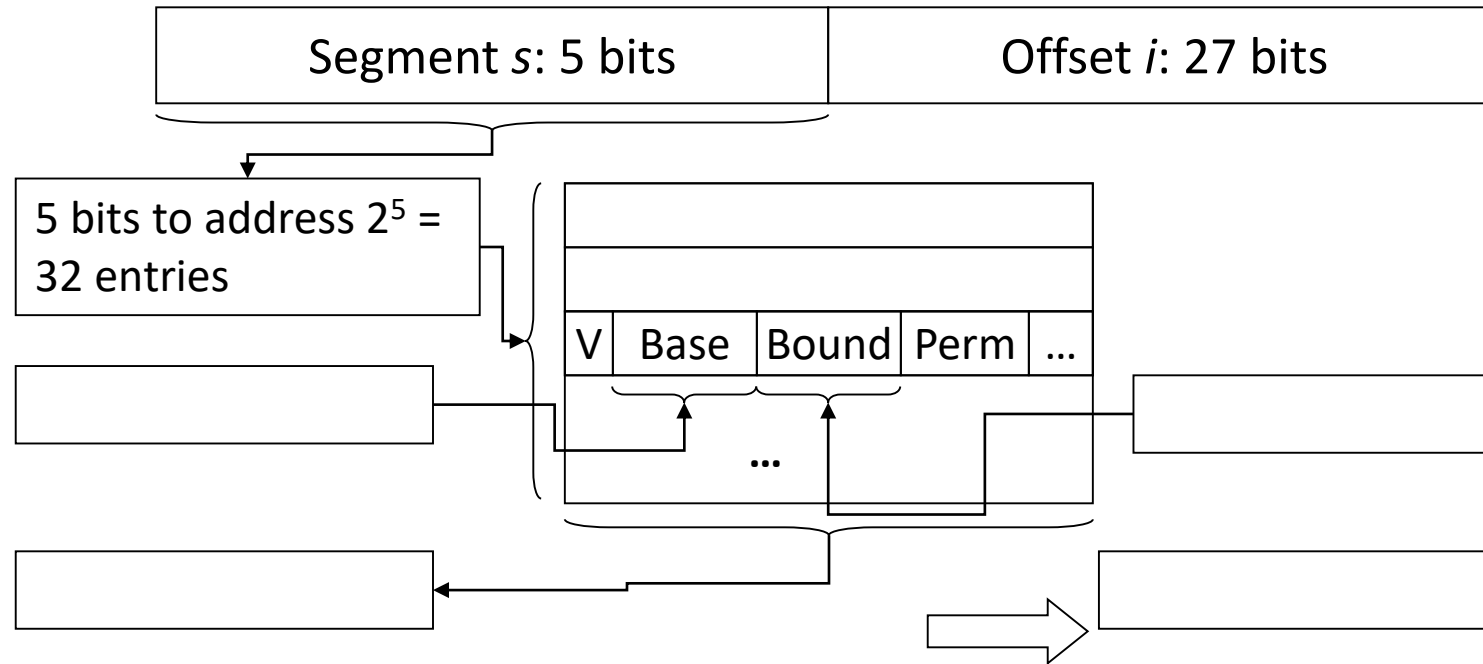 Segment s: 5 bits
Offset i: 27 bits
5 bits to address 2⁵ =
32 entries
V Base Bound Perm ...
...